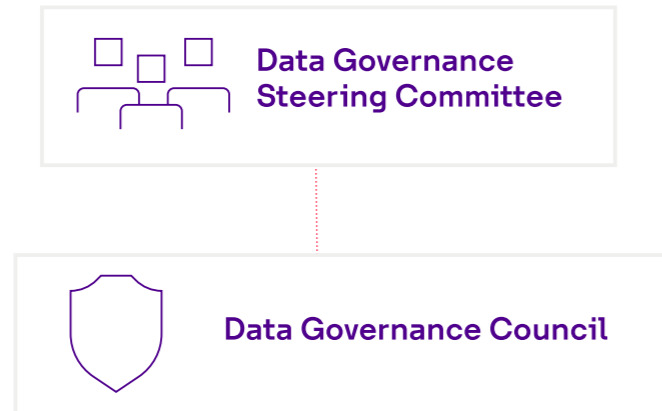 Data Governance
Steering Committee
Data Governance Council